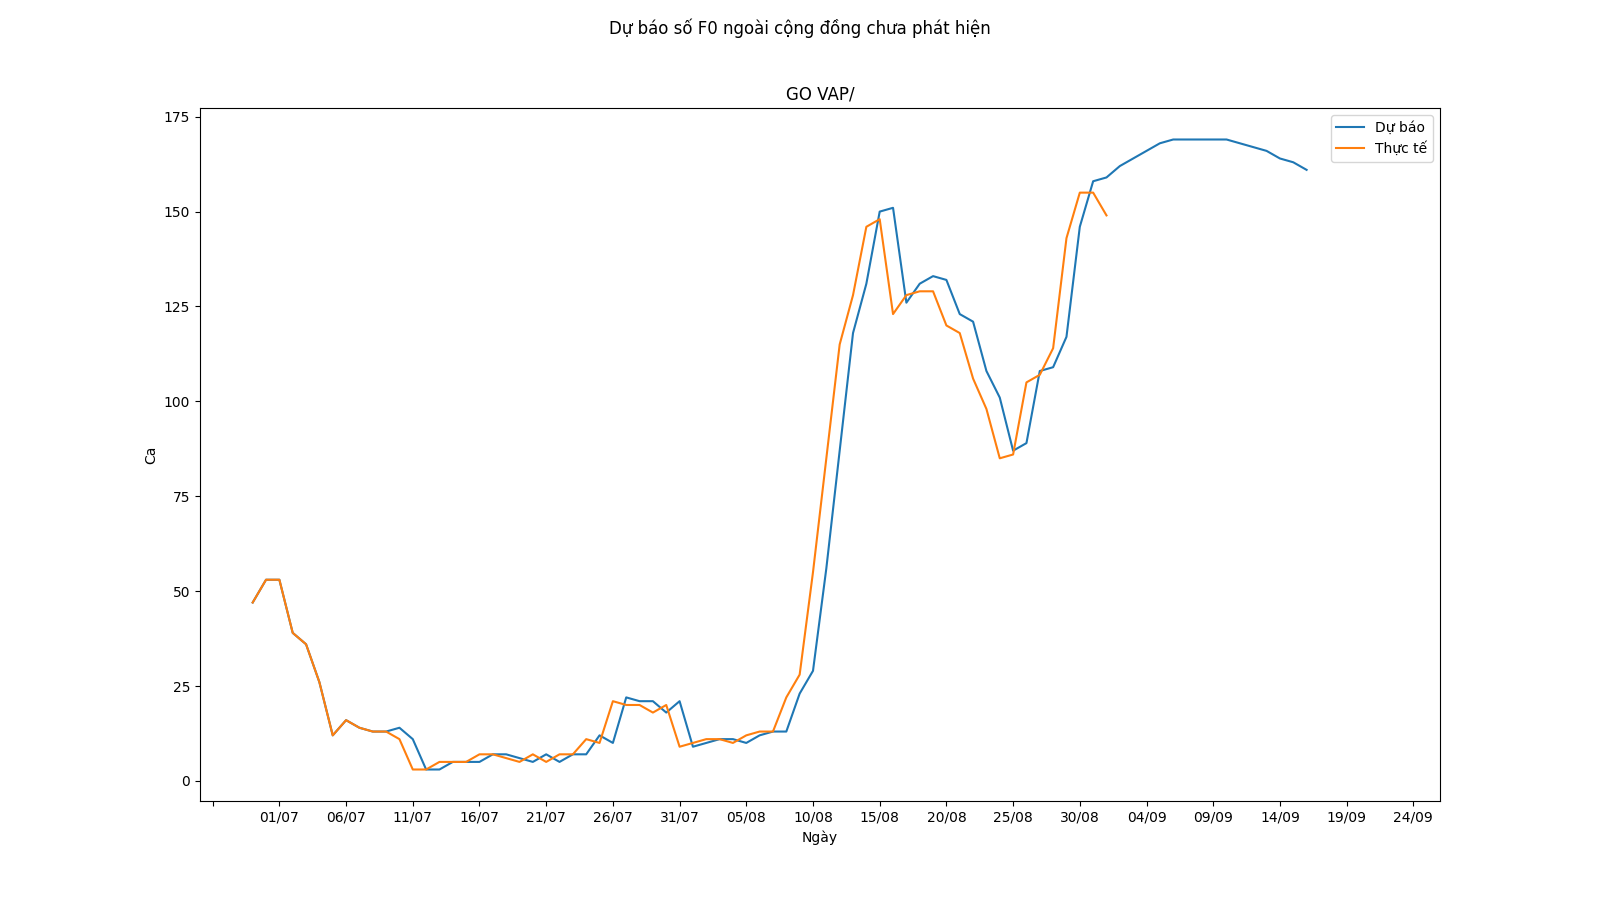 Dự báo số F0 ngoài cộng đồng chưa phát hiện
GO VAP/
175
150
125
100
75
50
25
0
Ca
Dự báo
Thực tế
01/07 06/07 11/07 16/07 21/07 26/07 31/07 05/08 10/08 15/08 20/08 25/08 30/08 04/09 09/09 14/09 19/09 24/09
Ngày